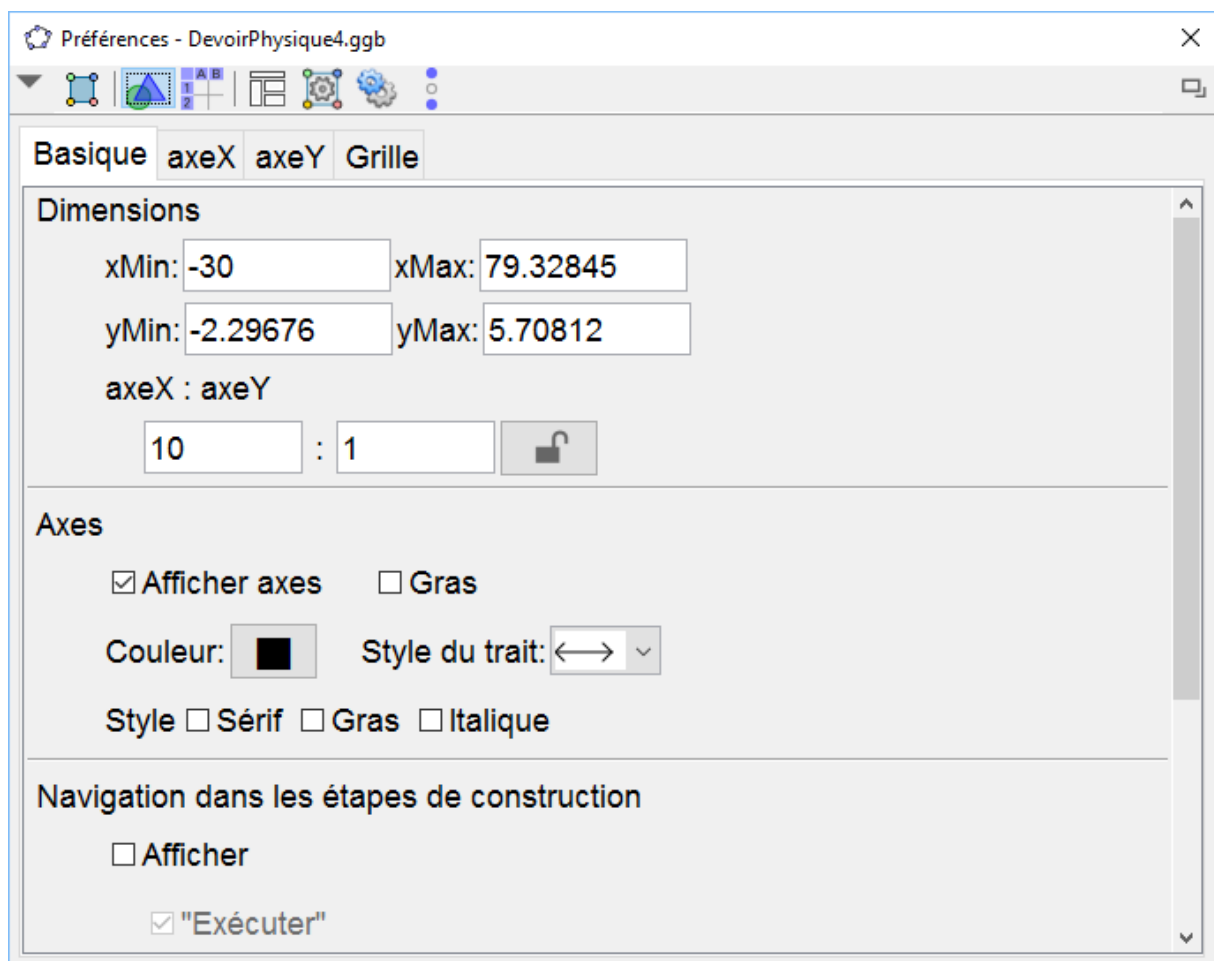 Préférences - DevoirPhysique4.ggb
A B
1
2
Basique axeX axeY Grille
Dimensions
xMin: -30 xMax: 79.32845
yMin: -2.29676 yMax: 5.70812
axeX : axeY
10 : 1
Axes
Afficher axes Gras
Couleur: Style du trait:
Style Sérif Gras Italique
Navigation dans les étapes de construction
Afficher
"Exécuter"